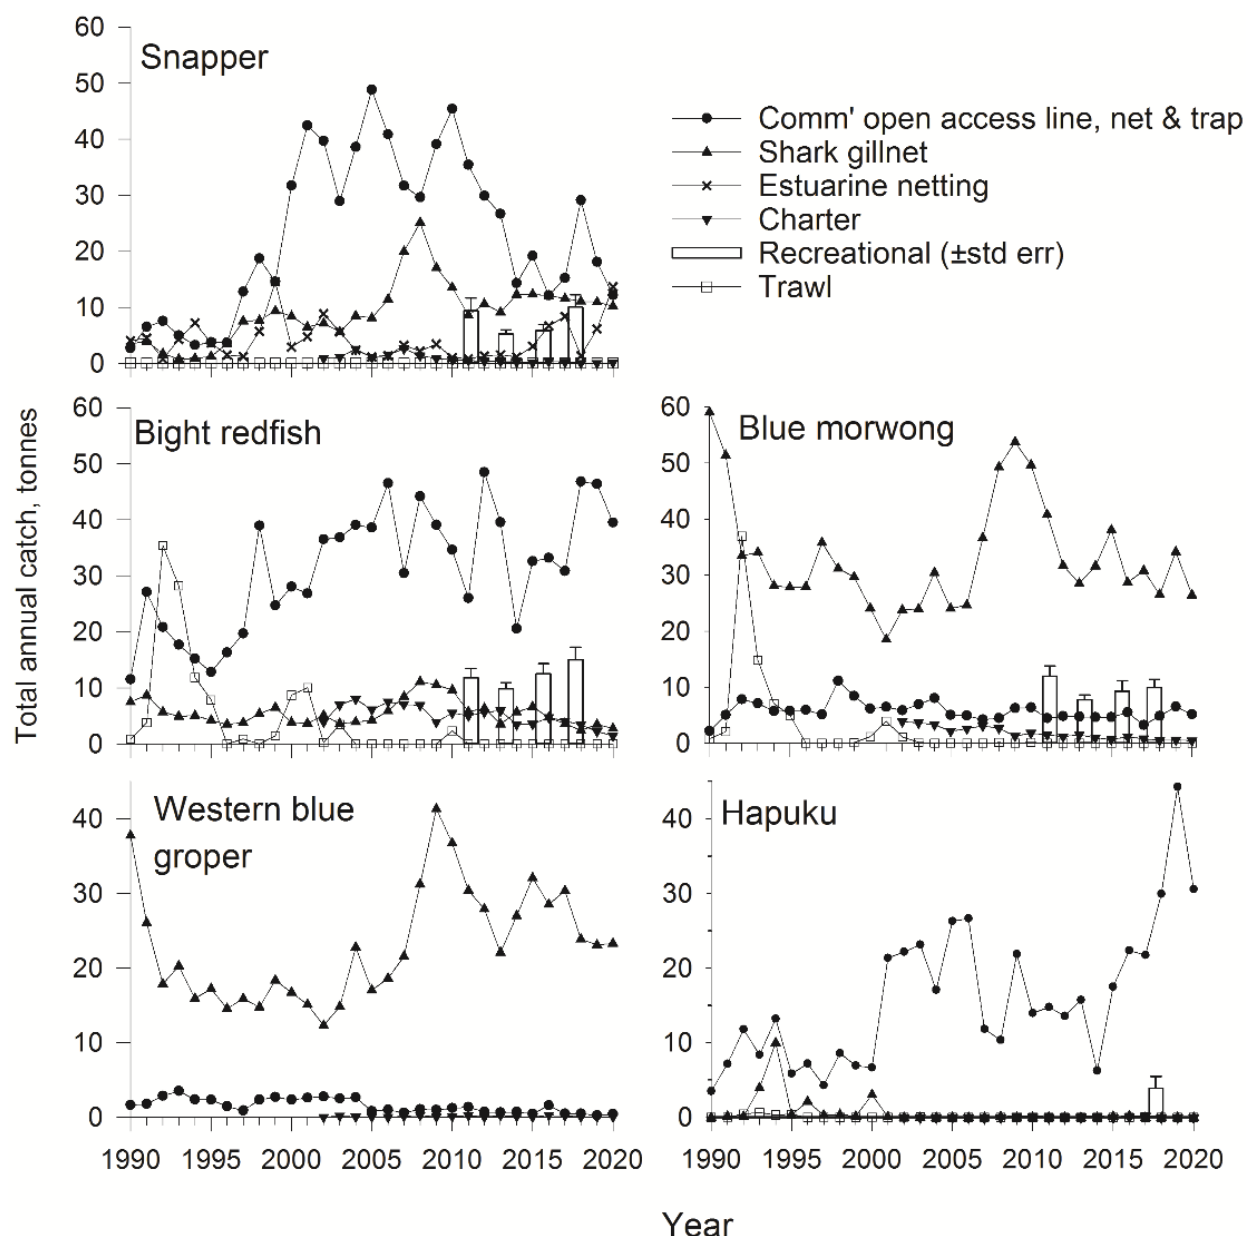 60
50
40
30
20
10
0
Snapper
Comm' open access line, net & trap
Shark gillnet
Estuarine netting
Charter
Recreational (±std err)
Trawl
Total annual catch, tonnes
60
50
40
30
20
10
0
Bight redfish
60
50
40
30
20
10
0
Blue morwong
40
30
20
10
0
Western blue
groper
1990 1995 2000 2005 2010 2015 2020
40
30
20
10
0
Hapuku
1990 1995 2000 2005 2010 2015 2020
Year